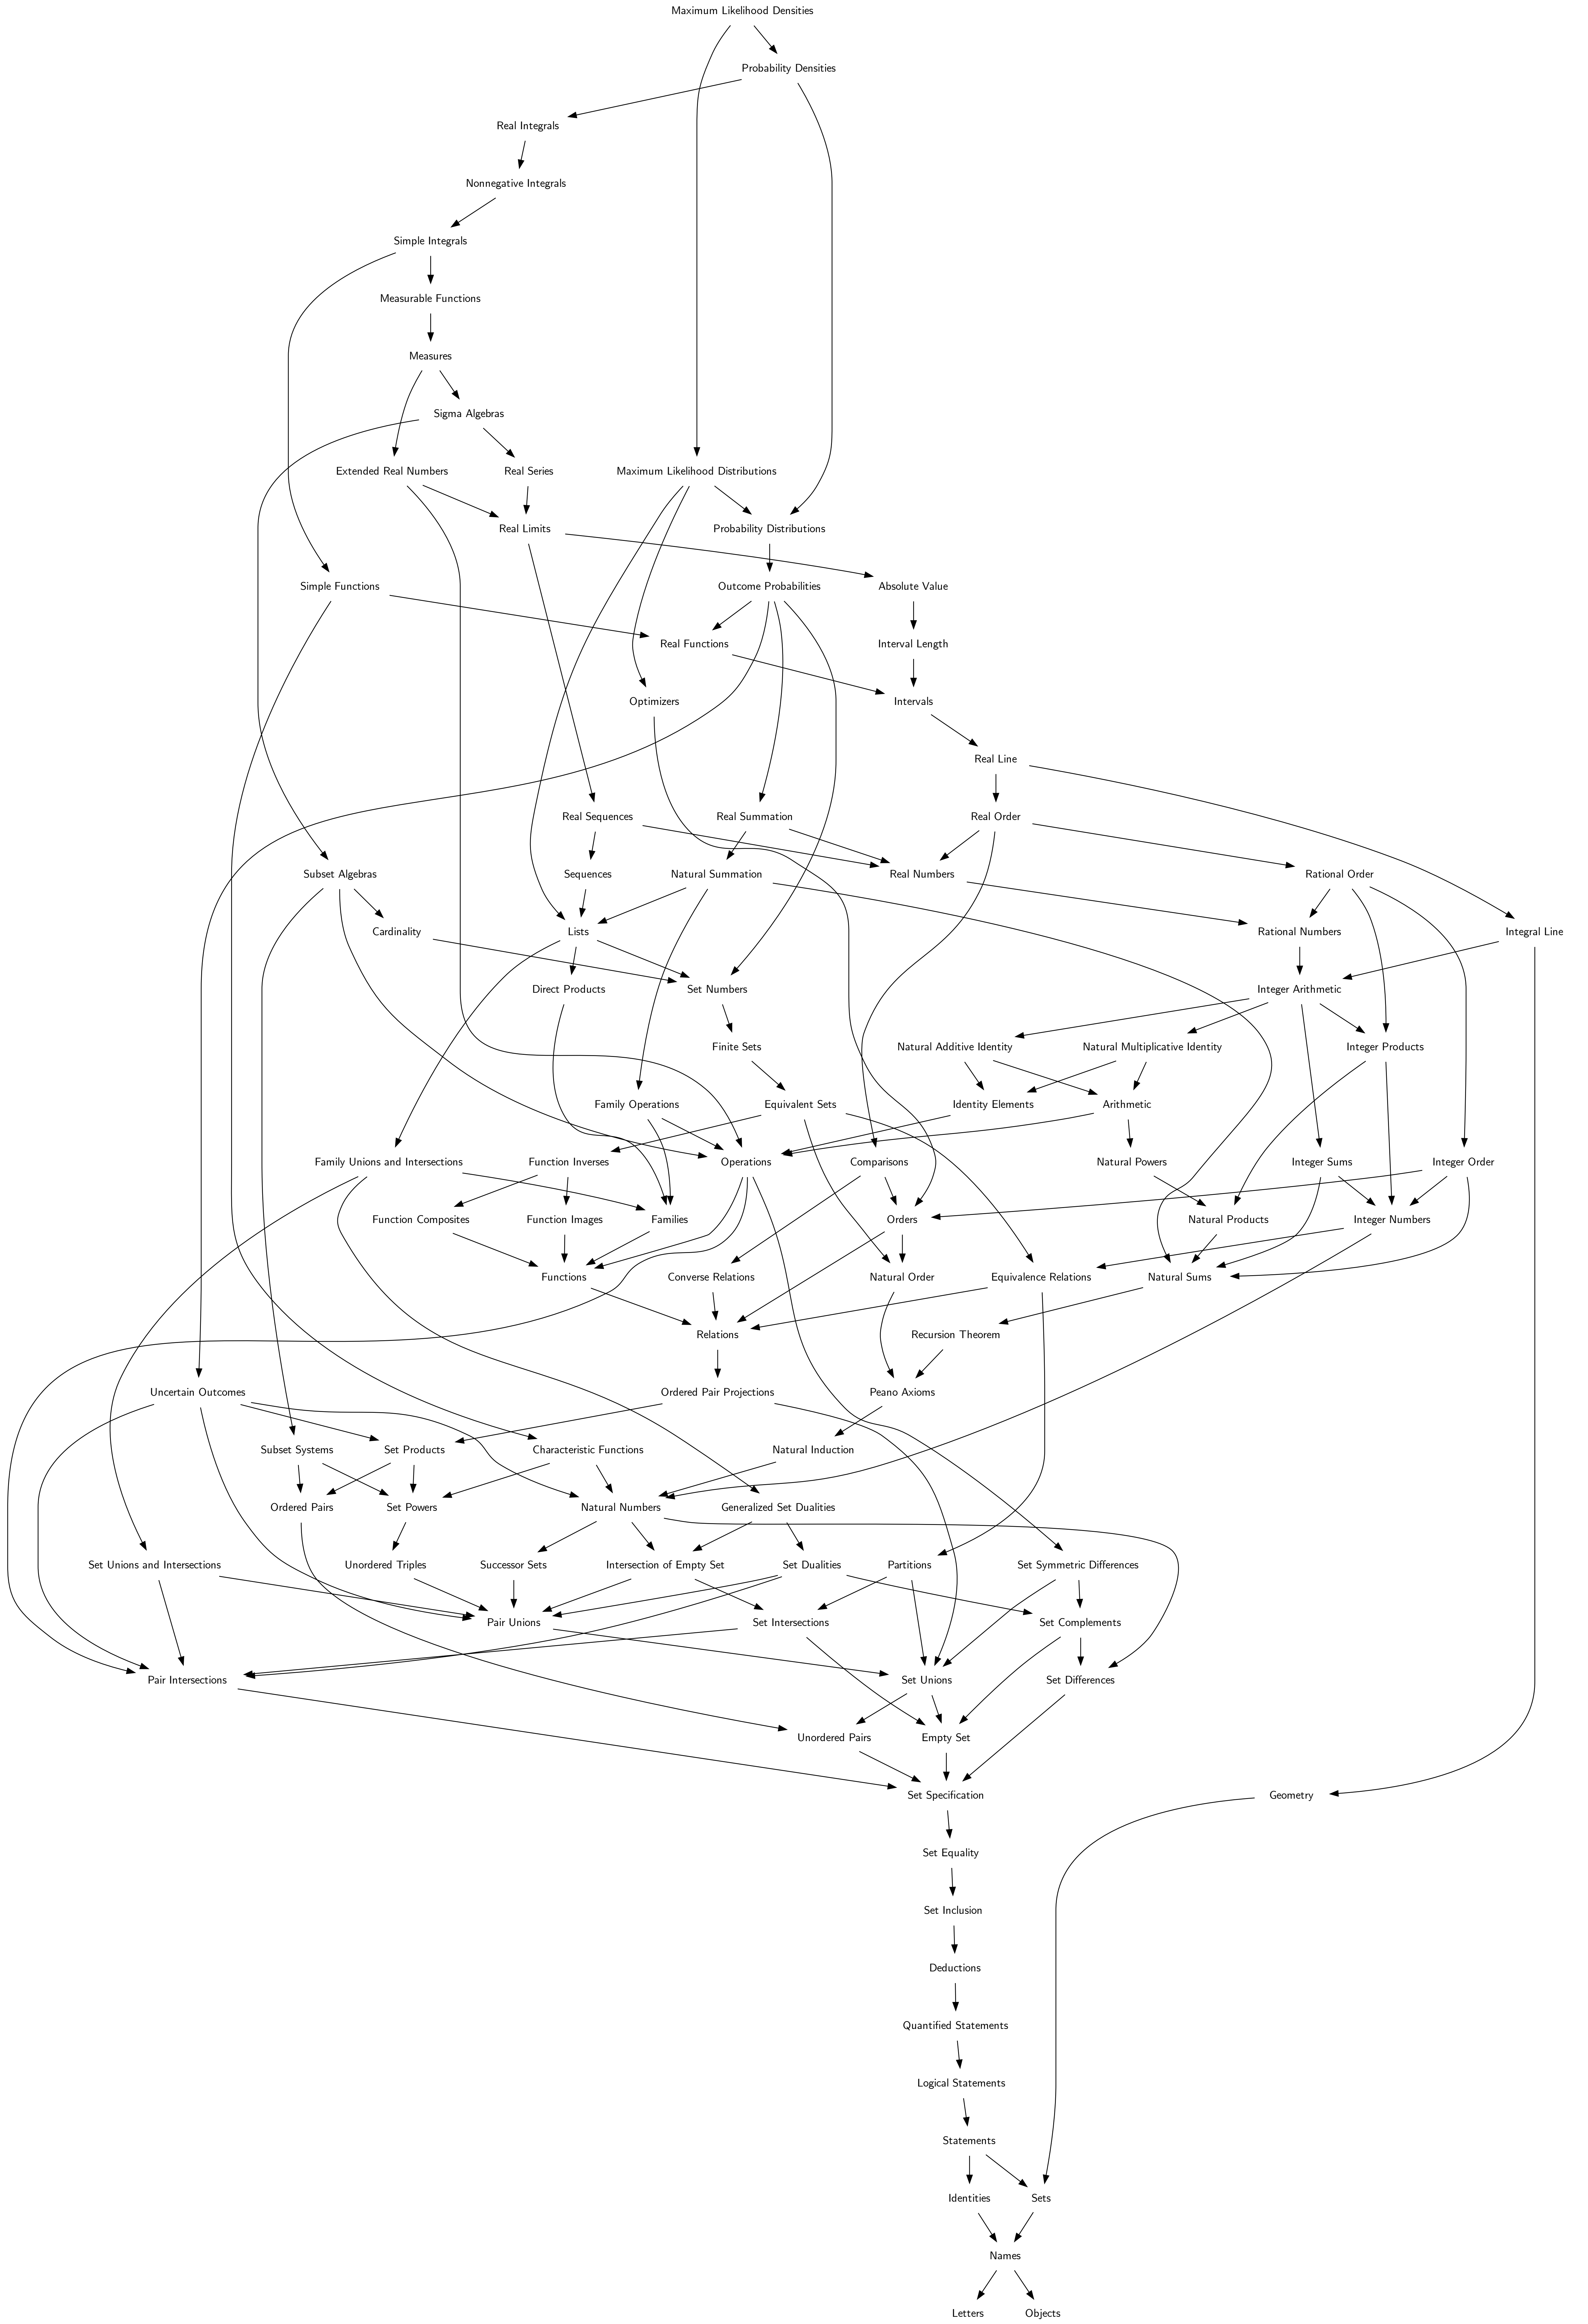 Maximum Likelihood Densities
Probability Densities
Real Integrals
Nonnegative Integrals
Simple Integrals
Measurable Functions
Measures
Sigma Algebras
Extended Real Numbers
Real Series
Maximum Likelihood Distributions
Real Limits
Probability Distributions
Simple Functions
Outcome Probabilities
Absolute Value
Real Functions
Interval Length
Optimizers
Intervals
Real Line
Real Sequences
Real Summation
Real Order
Subset Algebras
Sequences
Natural Summation
Real Numbers
Rational Order
Cardinality
Lists
Rational Numbers
Integral Line
Direct Products
Set Numbers
Integer Arithmetic
Finite Sets
Natural Additive Identity
Natural Multiplicative Identity
Integer Products
Family Operations
Equivalent Sets
Identity Elements
Arithmetic
Family Unions and Intersections
Function Inverses
Operations
Comparisons
Natural Powers
Integer Sums
Integer Order
Function Composites
Function Images
Families
Orders
Natural Products
Integer Numbers
Functions
Converse Relations
Natural Order
Equivalence Relations
Natural Sums
Relations
Recursion Theorem
Uncertain Outcomes
Ordered Pair Projections
Peano Axioms
Subset Systems
Set Products
Characteristic Functions
Natural Induction
Ordered Pairs
Set Powers
Natural Numbers
Generalized Set Dualities
Set Unions and Intersections
Unordered Triples
Successor Sets
Intersection of Empty Set
Set Dualities
Partitions
Set Symmetric Differences
Pair Unions
Set Intersections
Set Complements
Pair Intersections
Set Unions
Set Differences
Unordered Pairs
Empty Set
Set Specification
Geometry
Set Equality
Set Inclusion
Deductions
Quantified Statements
Logical Statements
Statements
Identities
Sets
Names
Letters
Objects